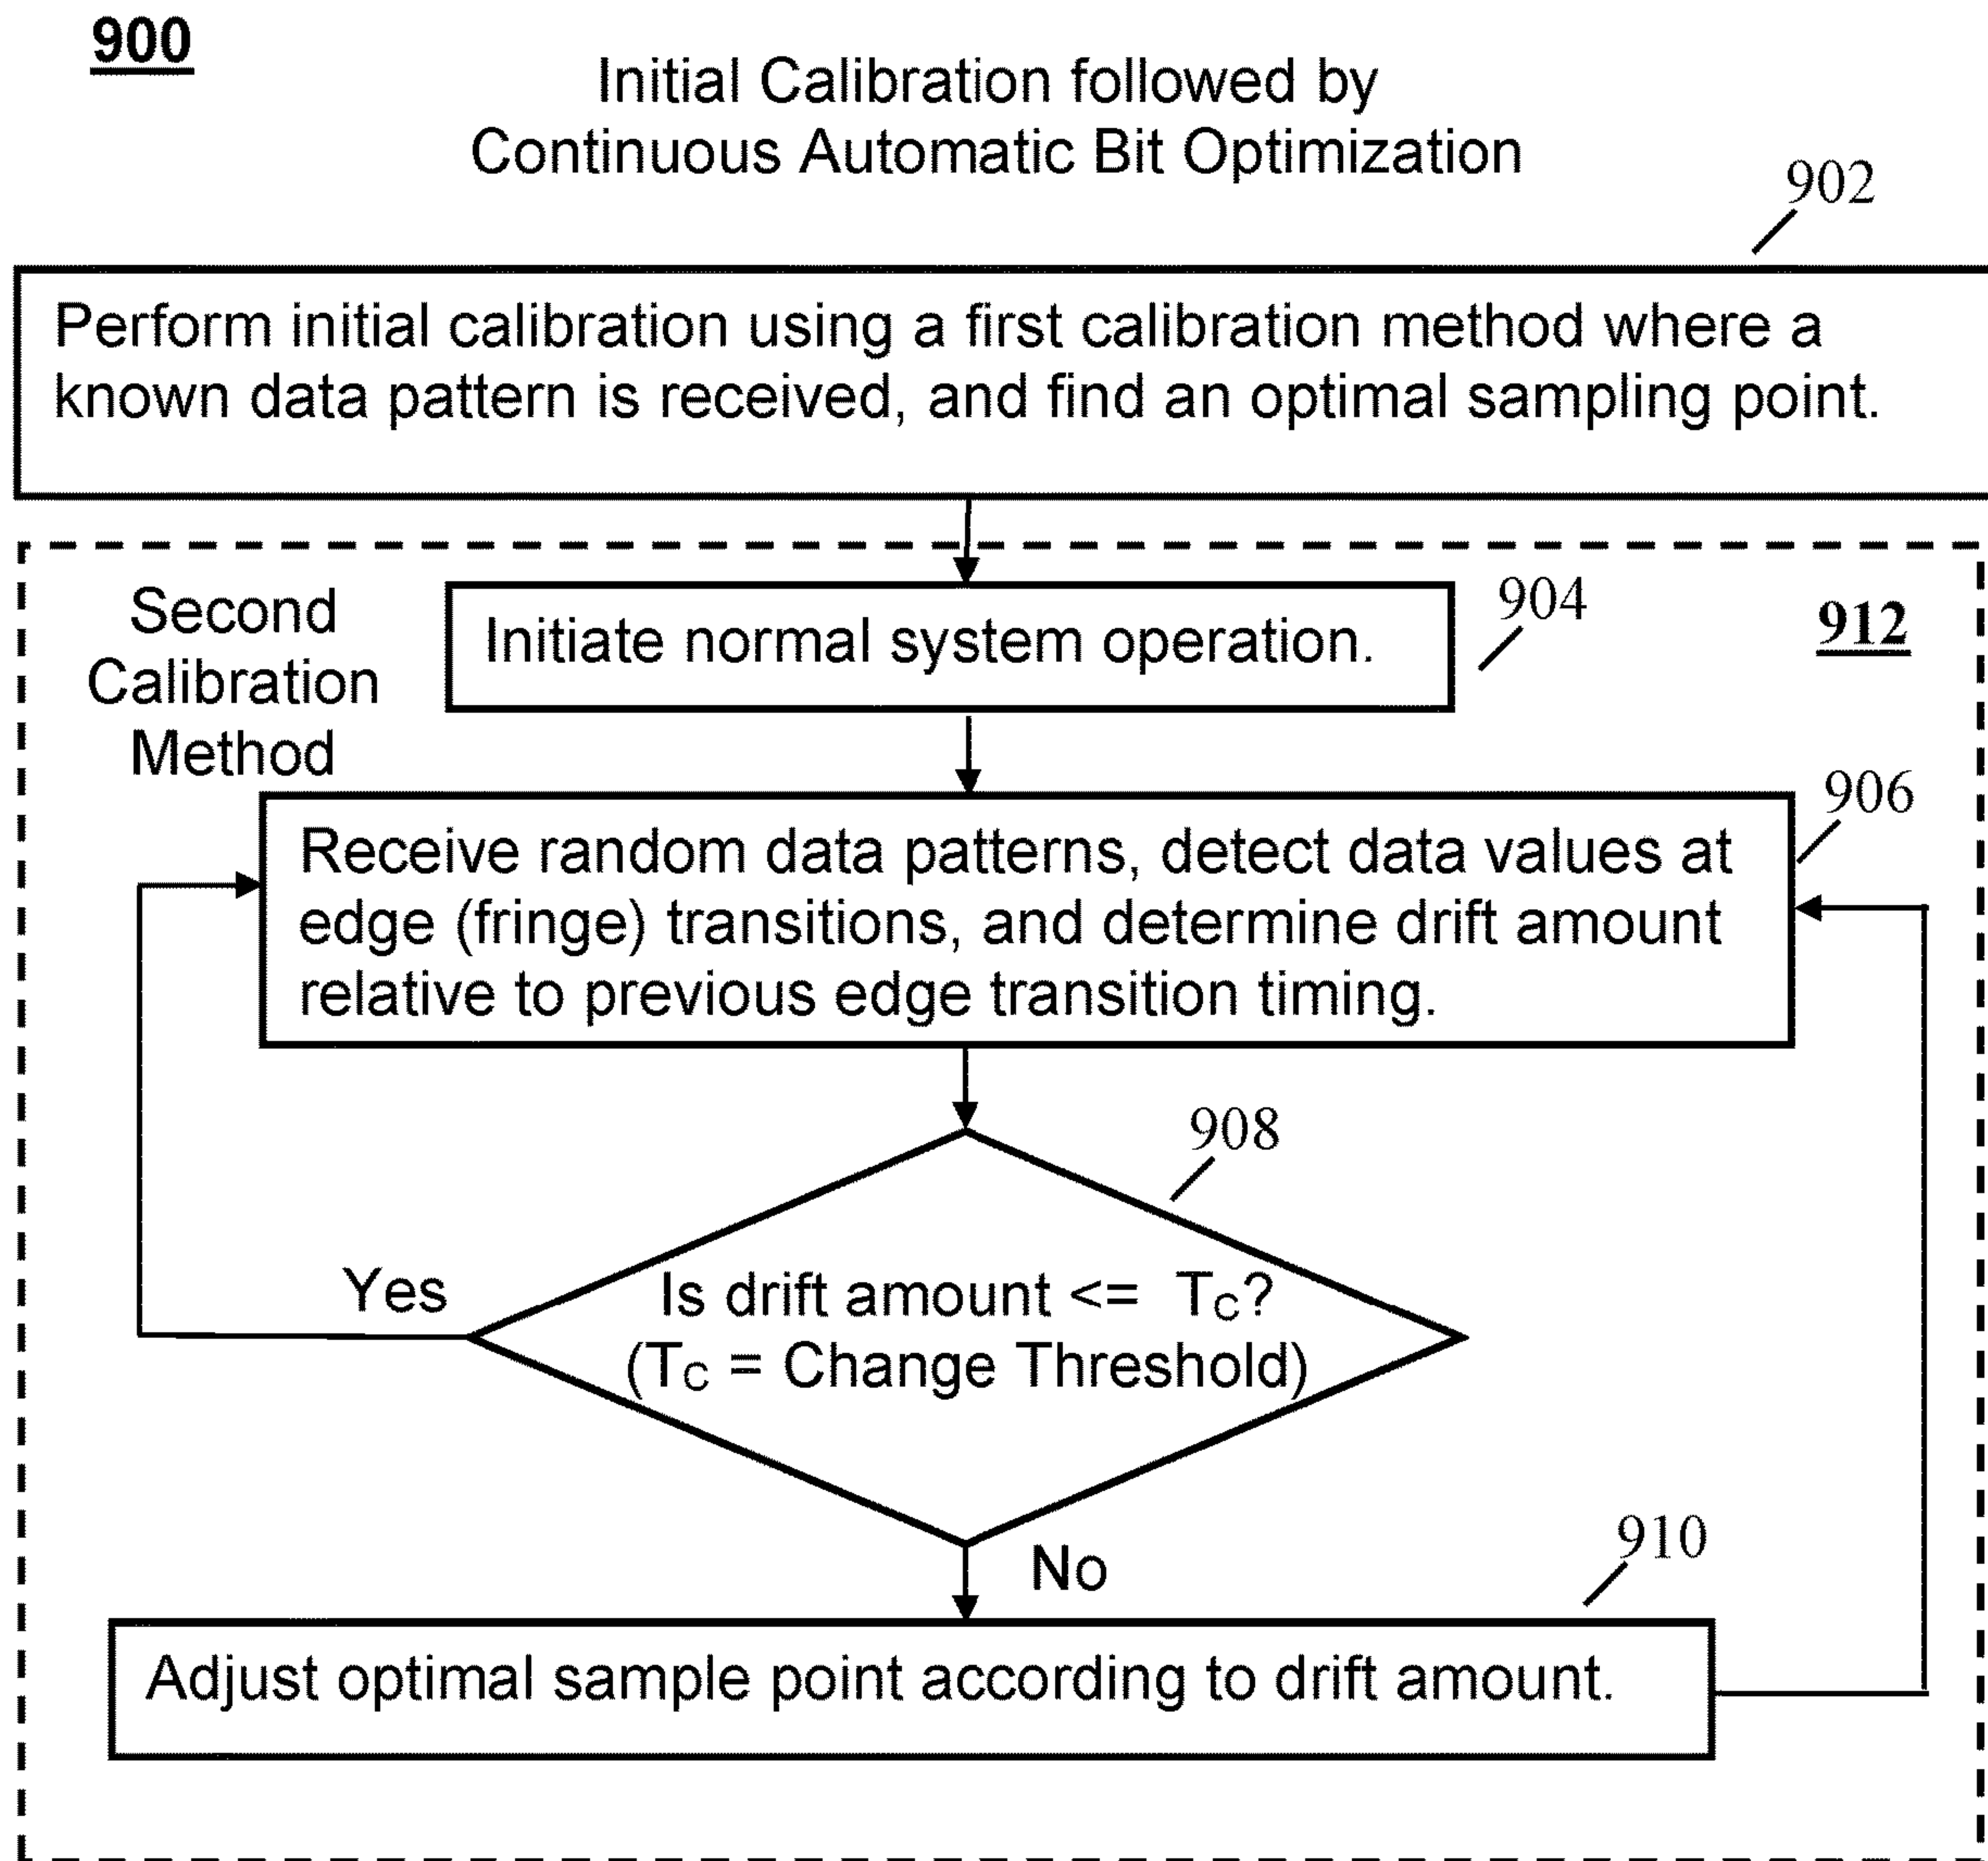 900
Initial Calibration followed by
Continuous Automatic Bit Optimization
902
Perform initial calibration using a first calibration method where a
known data pattern is received, and find an optimal sampling point.
Second
Calibration
Method
904
Initiate normal system operation.
912
906
Receive random data patterns, detect data values at
edge (fringe) transitions, and determine drift amount
relative to previous edge transition timing.
908
Yes
Is drift amount <= TC?
(TC = Change Threshold)
No
910
Adjust optimal sample point according to drift amount.